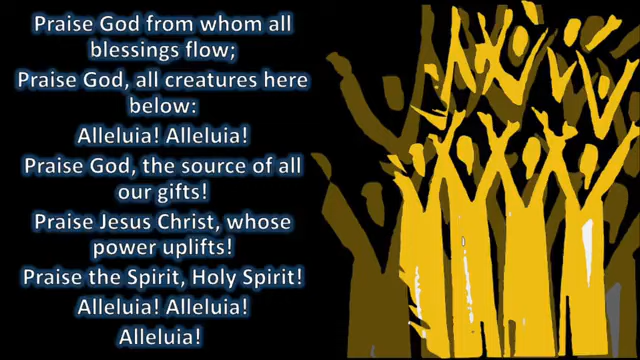 Praise God from whom all
blessings flow;
Praise God, all creatures here
below:
Alleluia! Alleluia!
Praise God, the source of all
our gifts!
Praise Jesus Christ, whose
power uplifts!
Praise the Spirit, Holy Spirit!
Alleluia! Alleluia!
Alleluia!